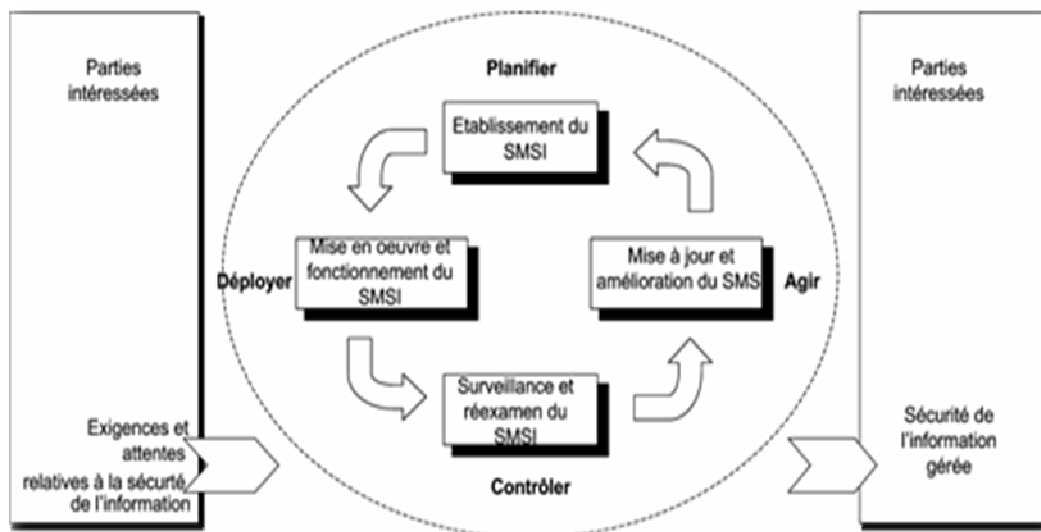 Parties
intéressées
Exigences et
attentes
relatives à la sécurté
de l'information
Planifier
Etablissement du
SMSI
Déployer
Mise en oeuvre et
fonctionnement du
SMSI
Mise à jour et
amélioration du SMS
Agir
Surveillance et
réexamen du
SMSI
Contrôler
Parties
intéressées
Sécurité de
l'information
gérée